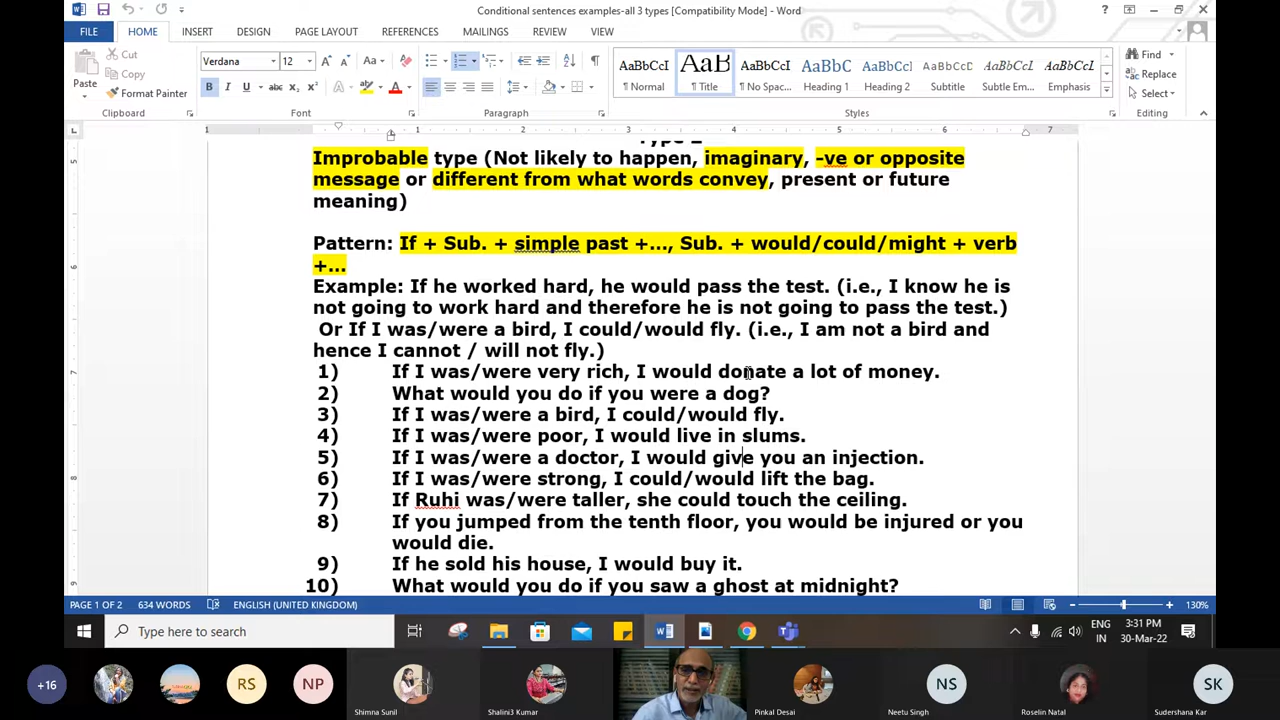 Conditional sentences examples-all 3 types [Compatibility Mode] - Word
FILE HOME INSERT DESIGN PAGE LAYOUT REFERENCES MAILINGS REVIEW VIEW
Paste
Cut
Copy
Format Painter
Clipboard
Verdana 12
Font
Paragraph
AaBbCcI AaB AaBbCcI AaBbC AaBbCcI AaBbCcD AaBbCcI AaBbCcI
¶ Normal ¶ Title ¶ No Spac... Heading 1 Heading 2 Subtitle Subtle Em... Emphasis
Styles
Find
Replace
Select
Editing
1 1 2 3 4 5 6 7
Improbable type (Not likely to happen, imaginary, -ve or opposite
message or different from what words convey, present or future
meaning)
Pattern: If + Sub. + simple past +..., Sub. + would/could/might + verb
+...
Example: If he worked hard, he would pass the test. (i.e., I know he is
not going to work hard and therefore he is not going to pass the test.)
Or If I was/were a bird, I could/would fly. (i.e., I am not a bird and
hence I cannot / will not fly.)
1) If I was/were very rich, I would donate a lot of money.
2) What would you do if you were a dog?
3) If I was/were a bird, I could/would fly.
4) If I was/were poor, I would live in slums.
5) If I was/were a doctor, I would give you an injection.
6) If I was/were strong, I could/would lift the bag.
7) If Ruhi was/were taller, she could touch the ceiling.
8) If you jumped from the tenth floor, you would be injured or you
would die.
9) If he sold his house, I would buy it.
10) What would you do if you saw a ghost at midnight?
PAGE 1 OF 2 634 WORDS ENGLISH (UNITED KINGDOM) 130%
Type here to search
ENG
IN
3:31 PM
30-Mar-22
+16
RS
NP
NS
SK
Shimna Sunil
Shalini3 Kumar
Pinkal Desai
Neetu Singh
Roselin Natal
Sudershana Kar